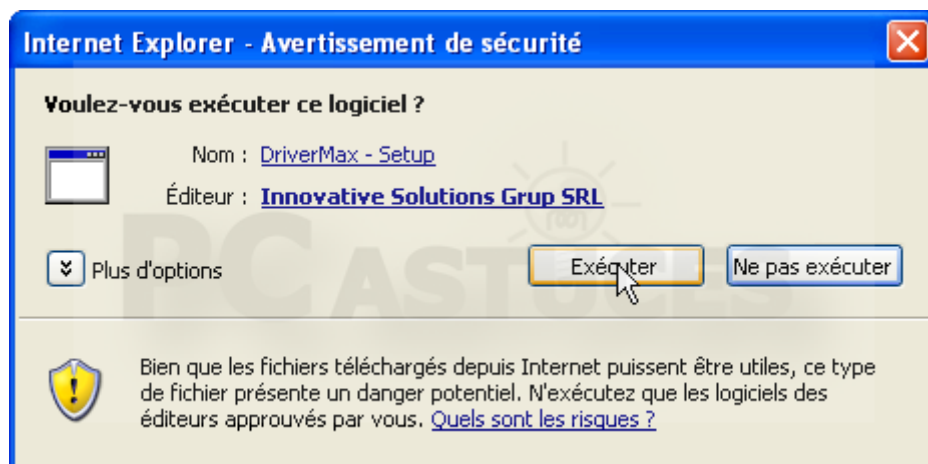 Internet Explorer - Avertissement de sécurité
Voulez-vous exécuter ce logiciel ?
Nom : DriverMax - Setup
Éditeur : Innovative Solutions Grup SRL
Plus d'options
Exécuter
Ne pas exécuter
PC ASTUCES
Bien que les fichiers téléchargés depuis Internet puissent être utiles, ce type
de fichier présente un danger potentiel. N'exécutez que les logiciels des
éditeurs approuvés par vous. Quels sont les risques ?